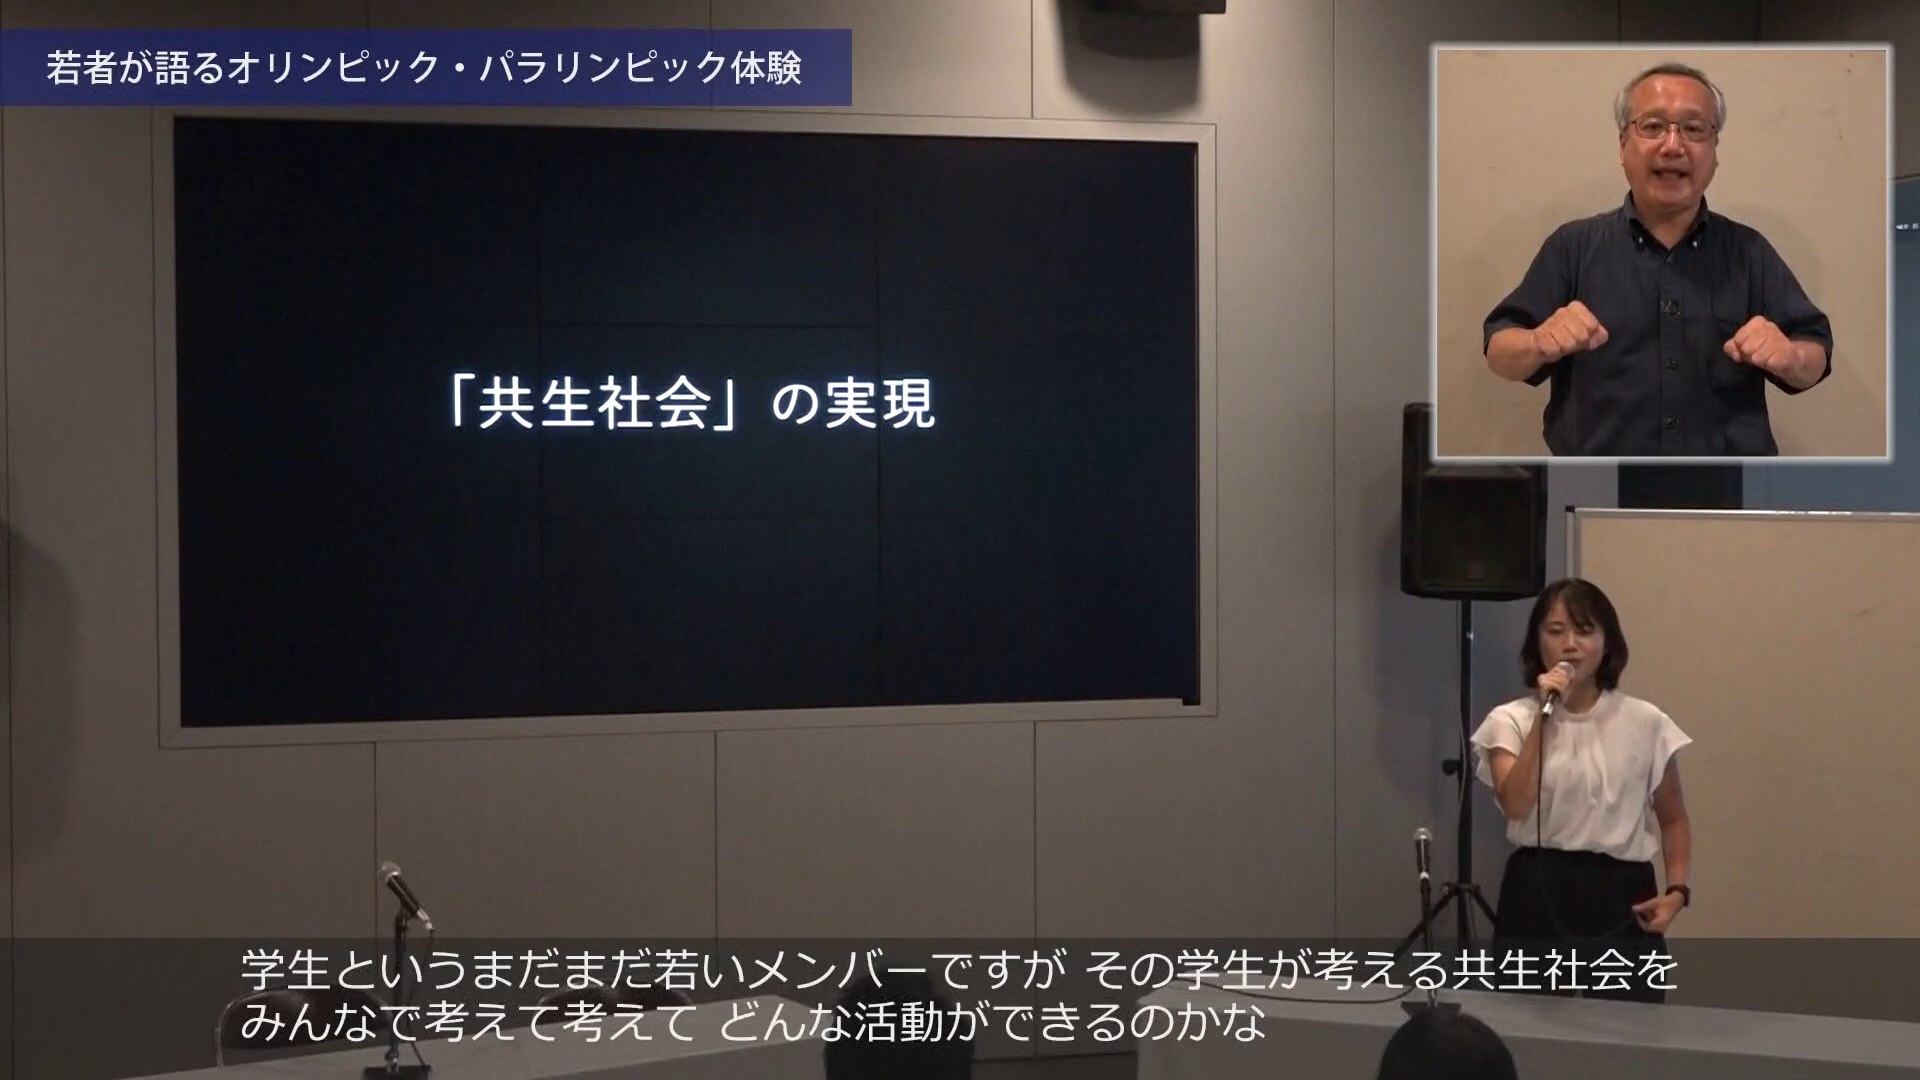 若者が語るオリンピック・パラリンピック体験
「共生社会」の実現
学生というまだまだ若いメンバーですが その学生が考える共生社会を
みんなで考えて考えて どんな活動ができるのかな